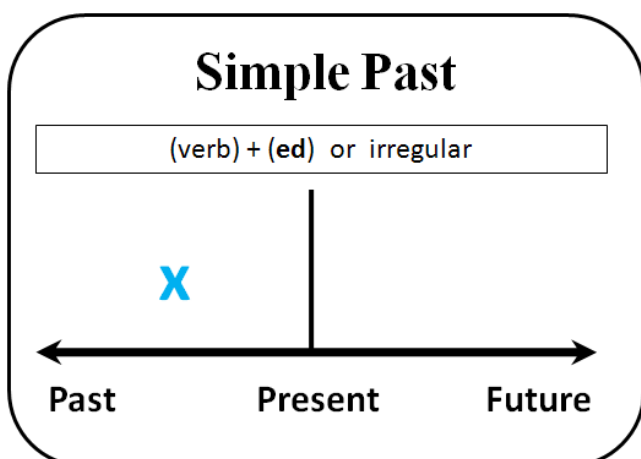 Simple Past
(verb) + (ed) or irregular
X
Past Present Future